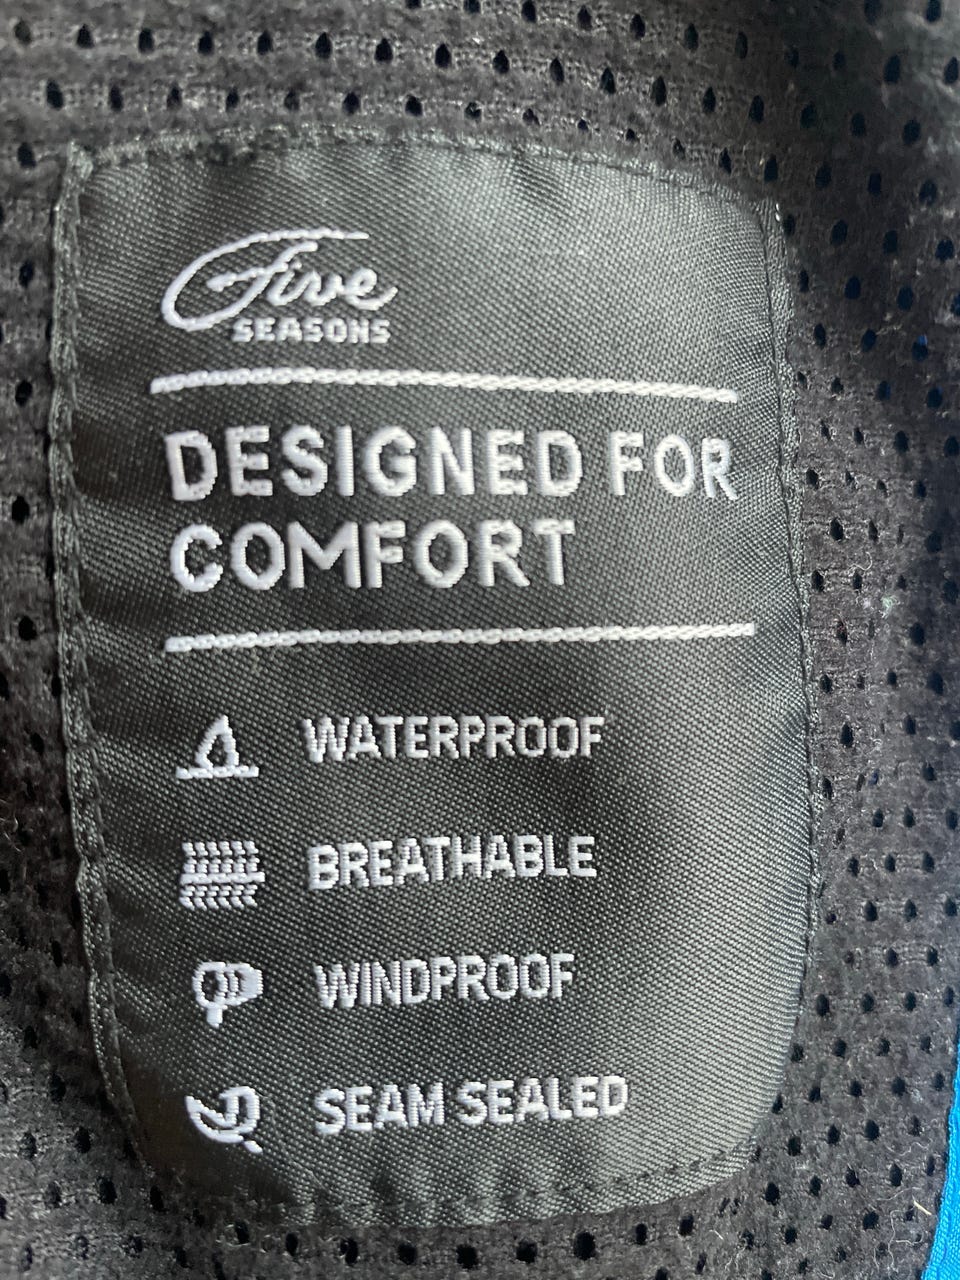 Five
SEASONS
DESIGNED FOR
COMFORT
WATERPROOF
BREATHABLE
WINDPROOF
SEAM SEALED